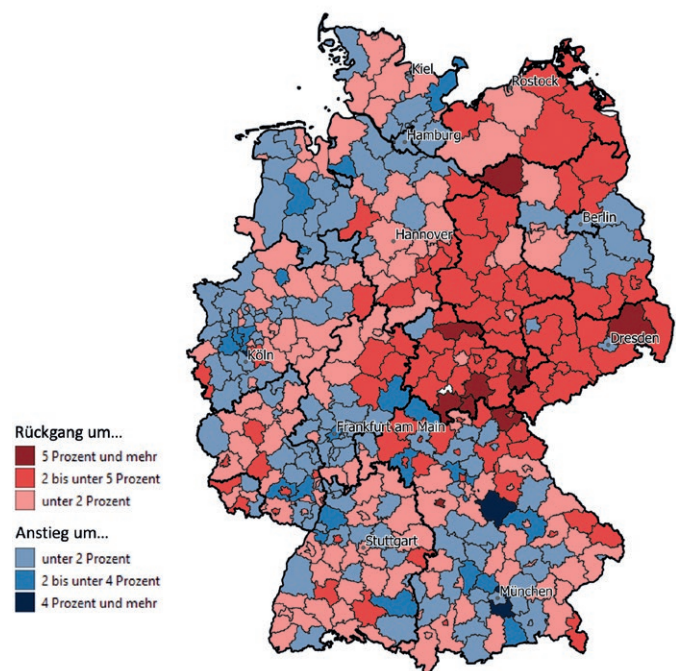 Kiel
Rostock
Hamburg
Berlin
Hannover
Dresden
Köln
Frankfurt am Main
Stuttgart
München
Rückgang um...
5 Prozent und mehr
2 bis unter 5 Prozent
unter 2 Prozent
Anstieg um...
unter 2 Prozent
2 bis unter 4 Prozent
4 Prozent und mehr